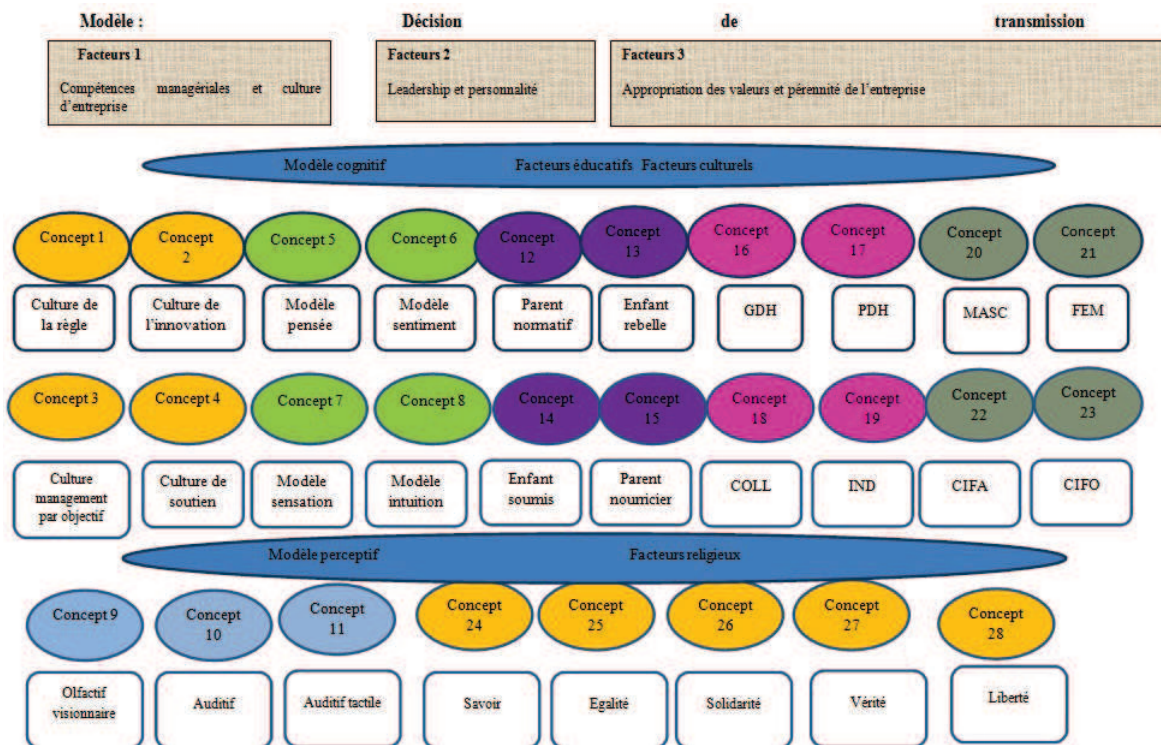 Modèle : Décision de transmission
Facteurs 1 Facteurs 2 Facteurs 3
Compétences managériales et culture d’entreprise
Leadership et personnalité
Appropriation des valeurs et pérennité de l’entreprise
Modèle cognitif Facteurs éducatifs Facteurs culturels
Concept 1
Concept 2
Concept 5
Concept 6
Concept 12
Concept 13
Concept 16
Concept 17
Concept 20
Concept 21
Culture de la règle
Culture de l’innovation
Modèle pensée
Modèle sentiment
Parent normatif
Enfant rebelle
GDH
PDH
MASC
FEM
Concept 3
Concept 4
Concept 7
Concept 8
Concept 14
Concept 15
Concept 18
Concept 19
Concept 22
Concept 23
Culture management par objectif
Culture de soutien
Modèle sensation
Modèle intuition
Enfant soumis
Parent nourricier
COLL
IND
CIFA
CIFO
Modèle perceptif Facteurs religieux
Concept 9
Concept 10
Concept 11
Concept 24
Concept 25
Concept 26
Concept 27
Concept 28
Olfactif visionnaire
Auditif
Auditif tactile
Savoir
Egalité
Solidarité
Vérité
Liberté